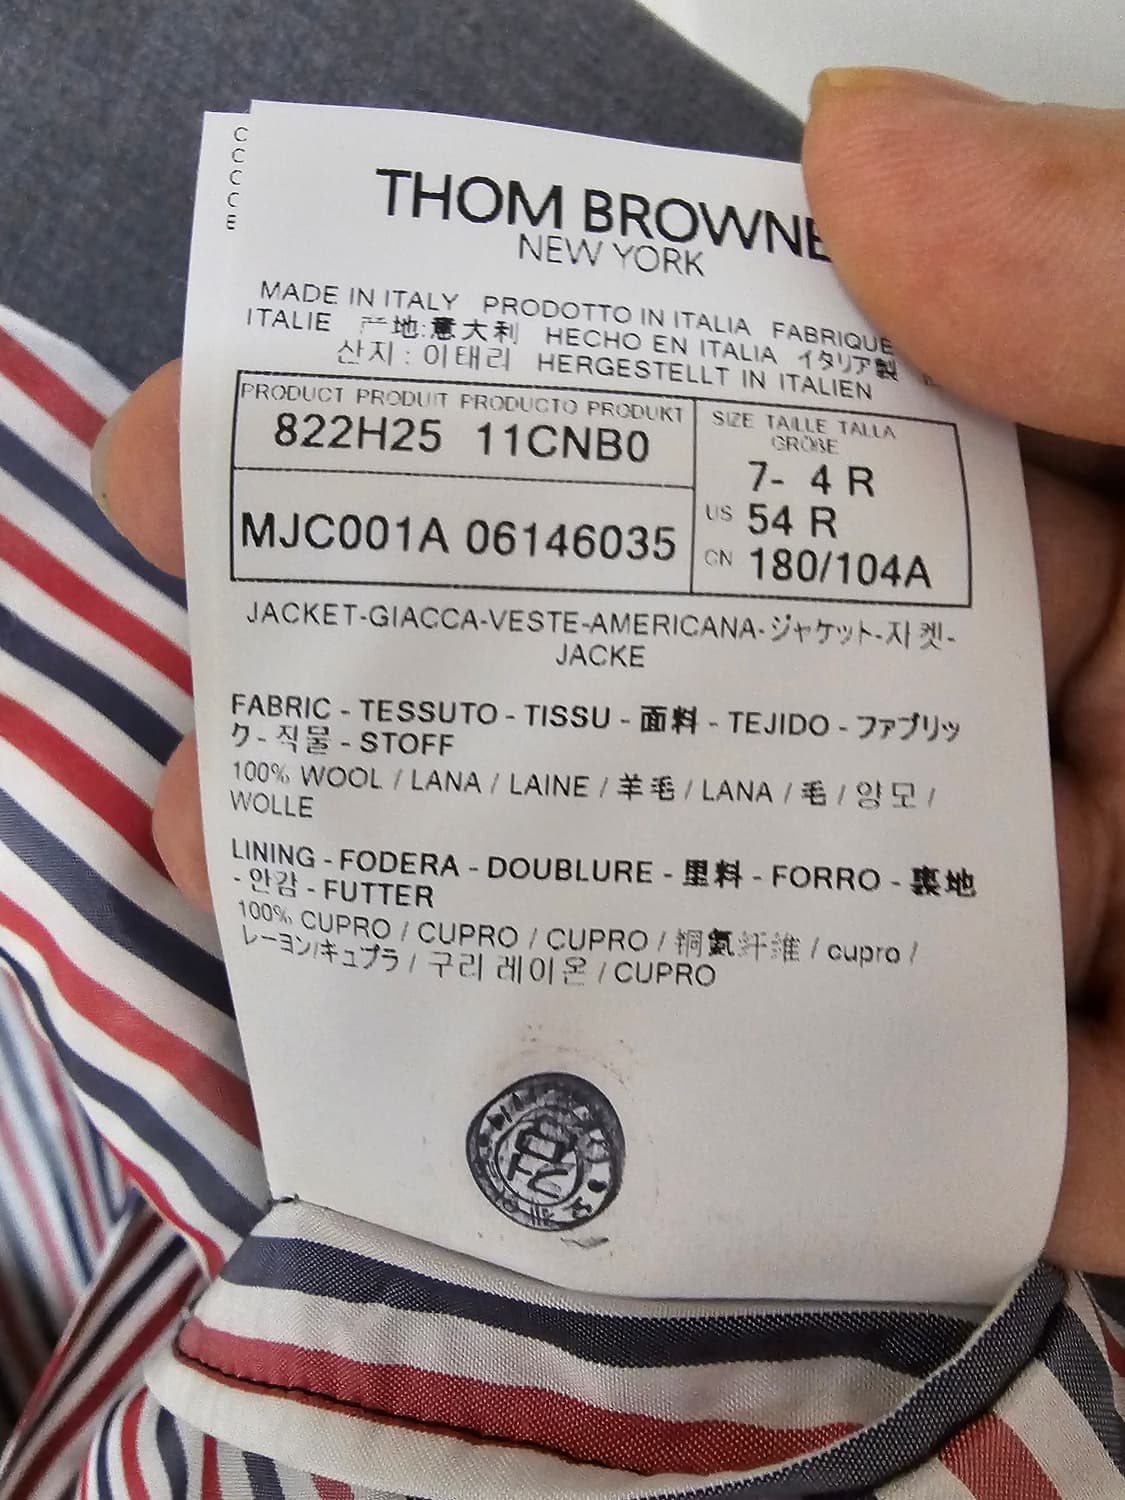 C
C
C
C
E
THOM BROWNE
NEW YORK
MADE IN ITALY PRODOTTO IN ITALIA FABRIQUE
ITALIE 产地:意大利 HECHO EN ITALIA イタリア製
산지 : 이태리 HERGESTELLT IN ITALIEN
PRODUCT PRODUIT PRODUCTO PRODUKT
822H25 11CNB0
MJC001A 06146035
SIZE TAILLE TALLA
GRÖBE
7- 4 R
US 54 R
CN 180/104A
JACKET-GIACCA-VESTE-AMERICANA-ジャケット-자켓-
JACKE
FABRIC - TESSUTO - TISSU - 面料 - TEJIDO - ファブリッ
ク - 직물 - STOFF
100% WOOL / LANA / LAINE / 羊毛 / LANA / 毛 / 양모 /
WOLLE
LINING - FODERA - DOUBLURE - 里料 - FORRO - 裏地
- 안감 - FUTTER
100% CUPRO / CUPRO / CUPRO / 铜氨纤维 / cupro /
レーヨン/キュプラ / 구리 레이온 / CUPRO